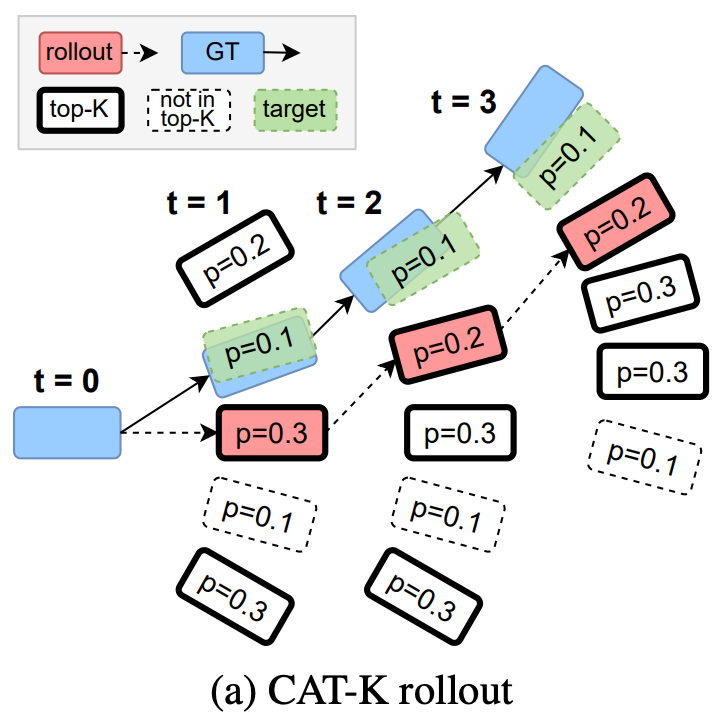 rollout
GT
top-K
not in
top-K
target
t = 3
p=0.1
t = 1
t = 2
p=0.2
p=0.2
p=0.1
p=0.3
p=0.1
p=0.2
p=0.3
t = 0
p=0.3
p=0.3
p=0.1
p=0.1
p=0.1
p=0.3
p=0.3
(a) CAT-K rollout